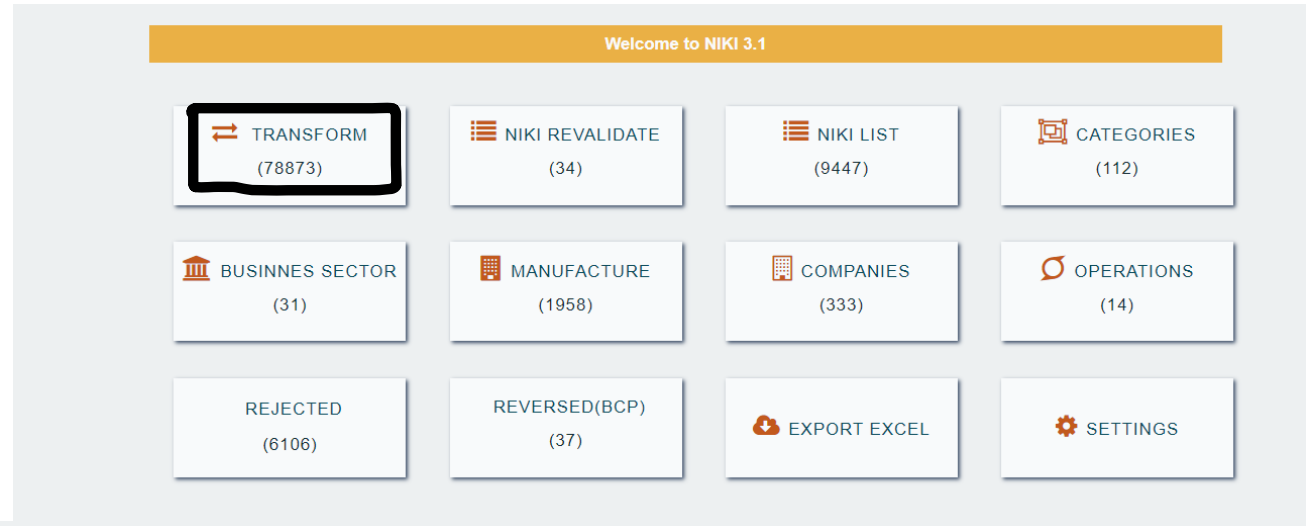 Welcome to NIKI 3.1
TRANSFORM
(78873)
NIKI REVALIDATE
(34)
NIKI LIST
(9447)
CATEGORIES
(112)
BUSINNES SECTOR
(31)
MANUFACTURE
(1958)
COMPANIES
(333)
OPERATIONS
(14)
REJECTED
(6106)
REVERSED(BCP)
(37)
EXPORT EXCEL
SETTINGS